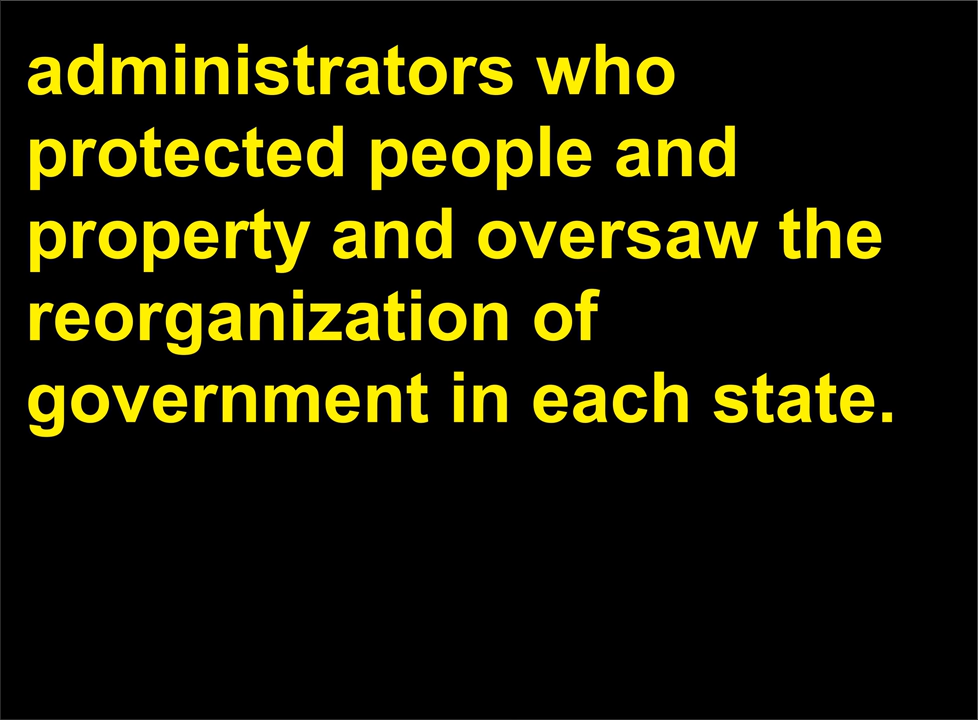 administrators who
protected people and
property and oversaw the
reorganization of
government in each state.